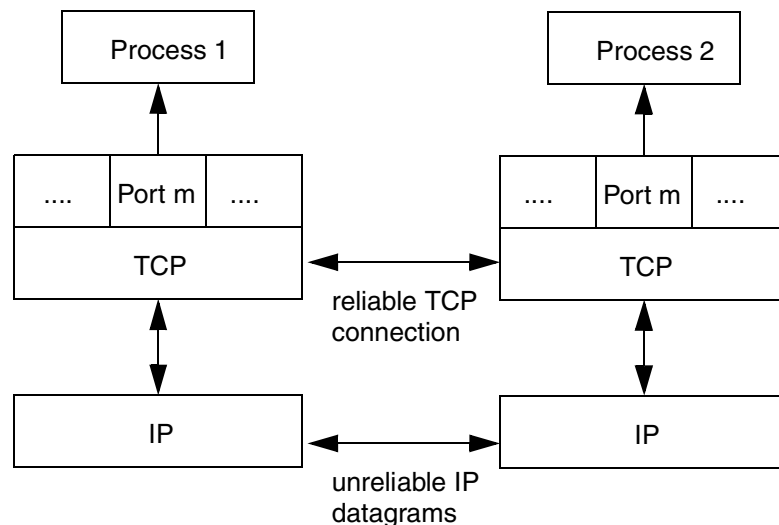 Process 1
Process 2
.... Port m ....
.... Port m ....
TCP
TCP
reliable TCP
connection
IP
IP
unreliable IP
datagrams